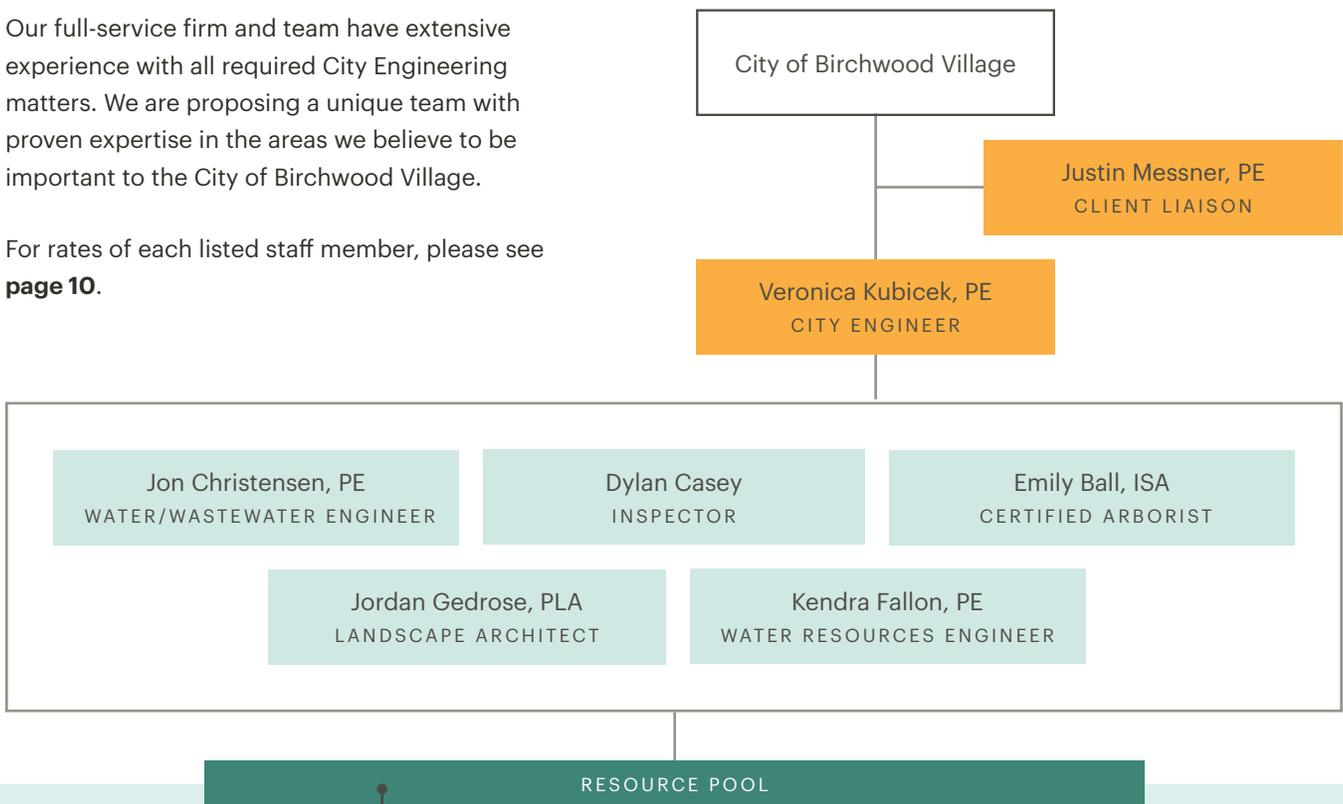 Our full-service firm and team have extensive
experience with all required City Engineering
matters. We are proposing a unique team with
proven expertise in the areas we believe to be
important to the City of Birchwood Village.
For rates of each listed staff member, please see
page 10.
City of Birchwood Village
Justin Messner, PE
CLIENT LIAISON
Veronica Kubicek, PE
CITY ENGINEER
Jon Christensen, PE
WATER/WASTEWATER ENGINEER
Dylan Casey
INSPECTOR
Emily Ball, ISA
CERTIFIED ARBORIST
Jordan Gedrose, PLA
LANDSCAPE ARCHITECT
Kendra Fallon, PE
WATER RESOURCES ENGINEER
RESOURCE POOL